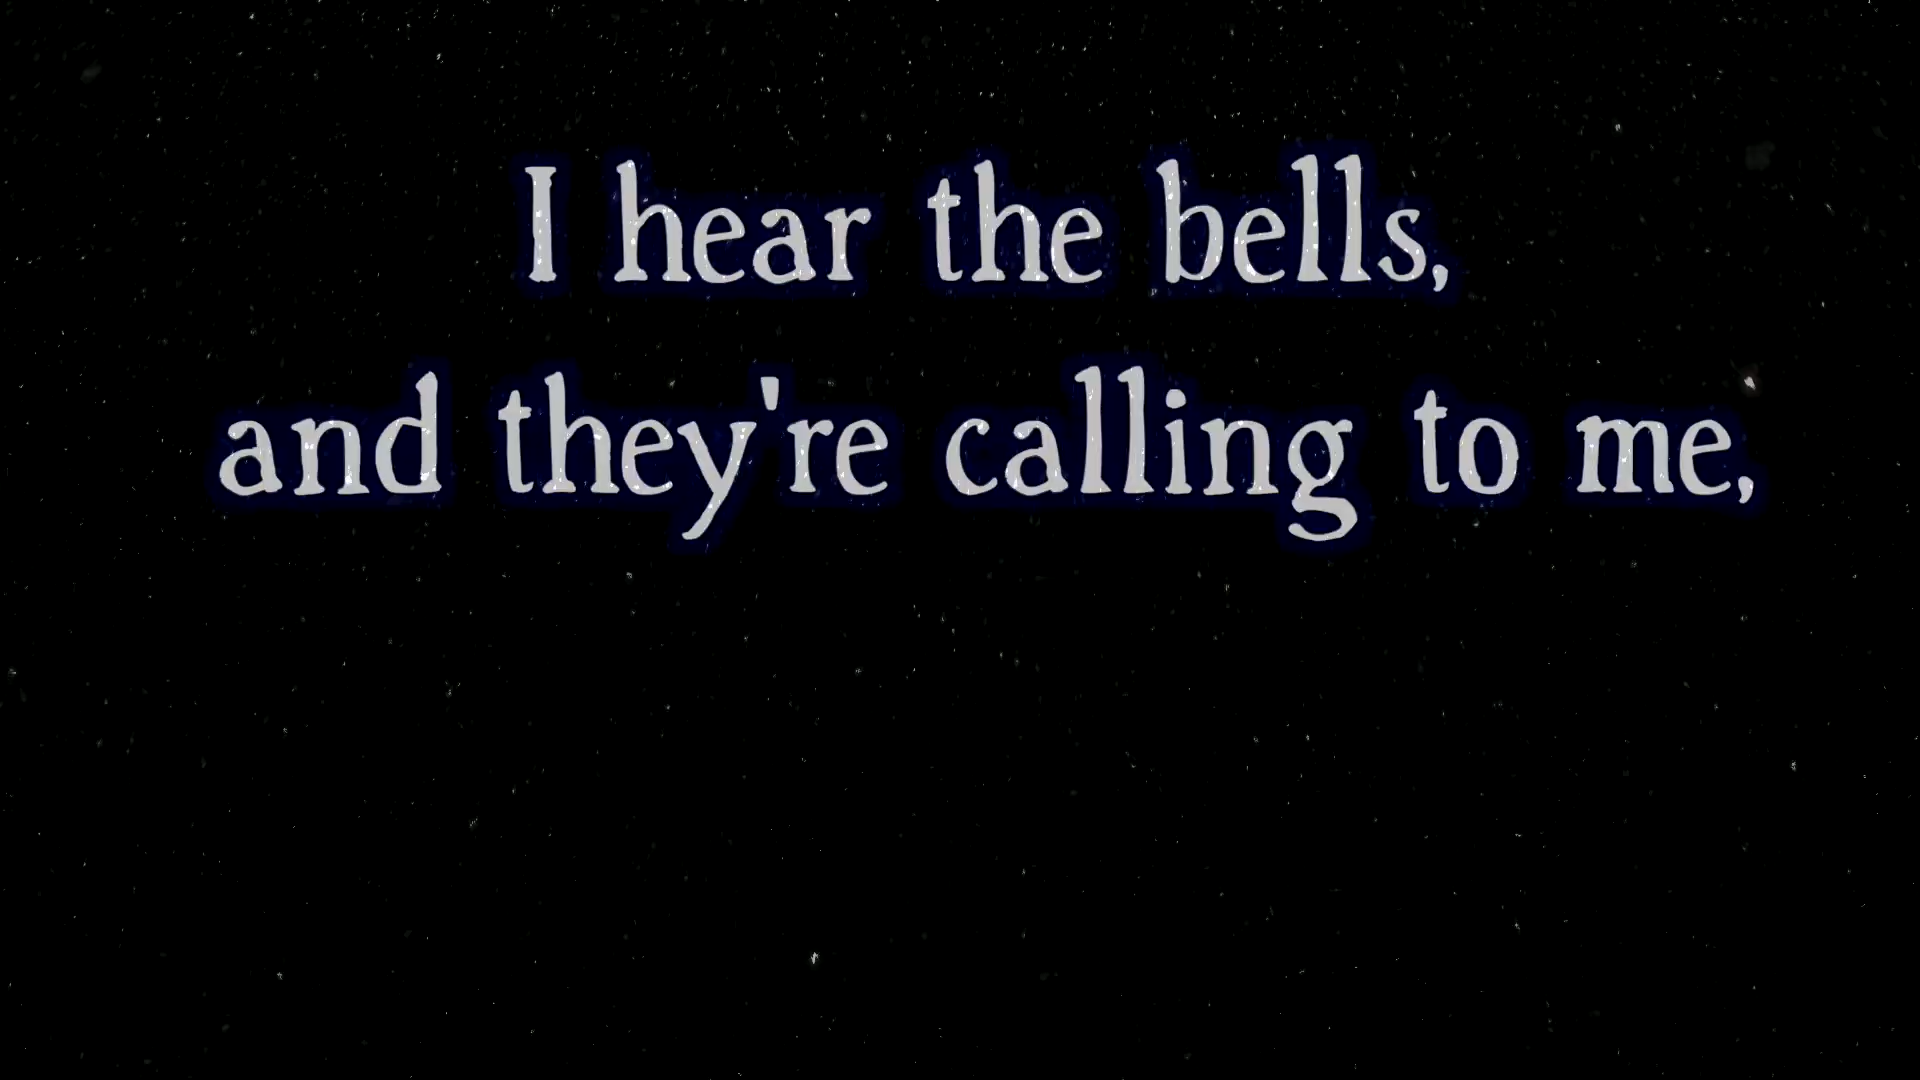 I hear the bells,
and they're calling to me,